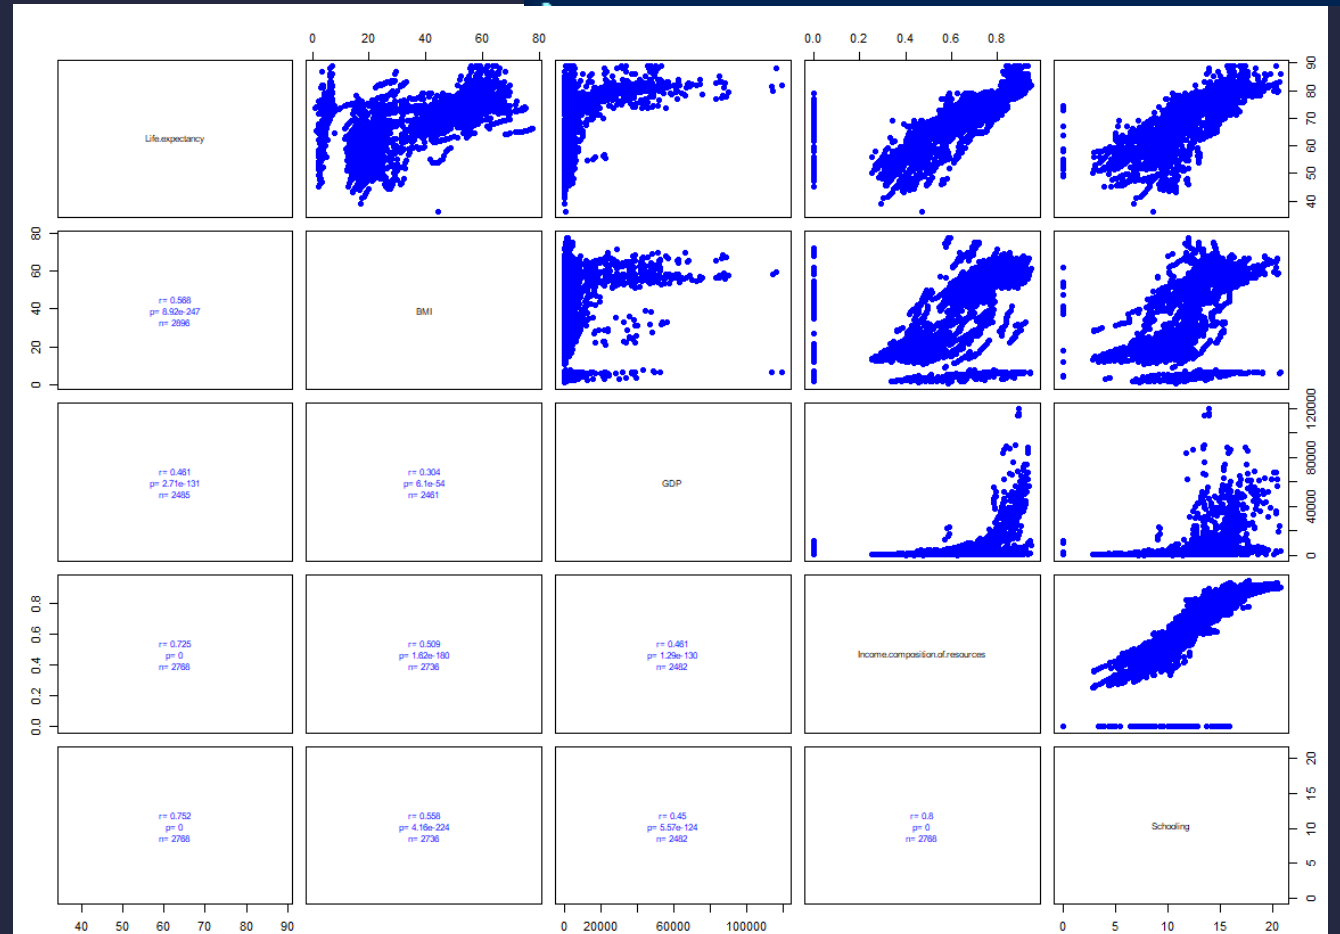 0 20 40 60 80
0.0 0.2 0.4 0.6 0.8
Life.expectancy
90
80
70
60
50
40
80
60
40
20
0
r= 0.568
p= 8.92e-247
n= 2896
BMI
r= 0.461
p= 2.71e-131
n= 2485
r= 0.304
p= 6.1e-54
n= 2461
GDP
120000
80000
40000
0
0.8
0.6
0.4
0.2
0.0
r= 0.725
p= 0
n= 2768
r= 0.509
p= 1.62e-180
n= 2736
r= 0.461
p= 1.29e-130
n= 2482
Income.composition.of.resources
r= 0.752
p= 0
n= 2768
r= 0.558
p= 4.16e-224
n= 2736
r= 0.45
p= 5.57e-124
n= 2482
r= 0.8
p= 0
n= 2768
Schooling
20
15
10
5
0
40 50 60 70 80 90
0 20000 60000 100000
0 5 10 15 20